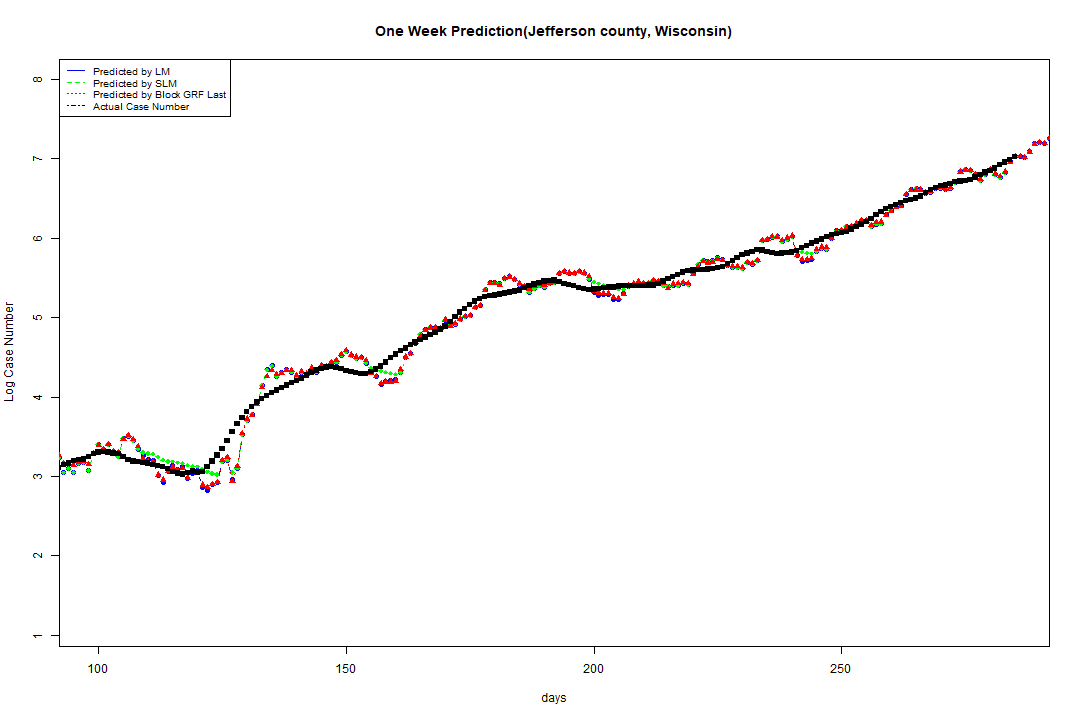 One Week Prediction(Jefferson county, Wisconsin)
Predicted by LM
Predicted by SLM
Predicted by Block GRF Last
Actual Case Number
8
7
6
5
4
3
2
1
Log Case Number
100 150 200 250
days